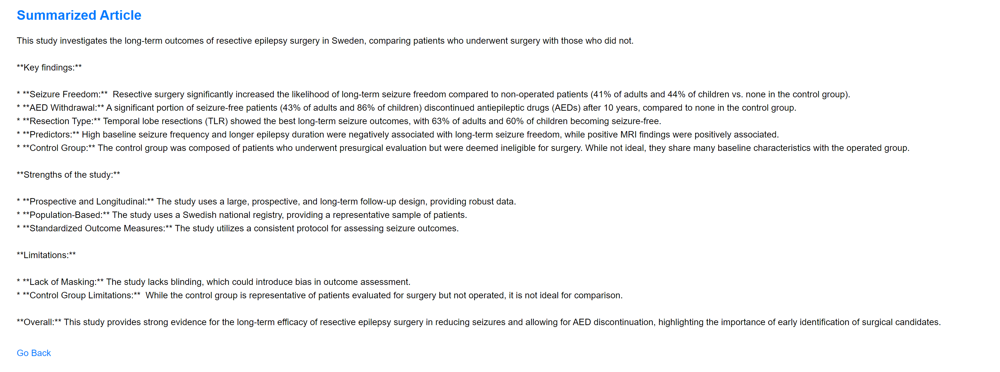 Summarized Article
This study investigates the long-term outcomes of resective epilepsy surgery in Sweden, comparing patients who underwent surgery with those who did not.
**Key findings:**
* **Seizure Freedom:**  Resective surgery significantly increased the likelihood of long-term seizure freedom compared to non-operated patients (41% of adults and 44% of children vs. none in the control group).
* **AED Withdrawal:** A significant portion of seizure-free patients (43% of adults and 86% of children) discontinued antiepileptic drugs (AEDs) after 10 years, compared to none in the control group.
* **Resection Type:** Temporal lobe resections (TLR) showed the best long-term seizure outcomes, with 63% of adults and 60% of children becoming seizure-free.
* **Predictors:** High baseline seizure frequency and longer epilepsy duration were negatively associated with long-term seizure freedom, while positive MRI findings were positively associated.
* **Control Group:** The control group was composed of patients who underwent presurgical evaluation but were deemed ineligible for surgery. While not ideal, they share many baseline characteristics with the operated group.
**Strengths of the study:**
* **Prospective and Longitudinal:** The study uses a large, prospective, and long-term follow-up design, providing robust data.
* **Population-Based:** The study uses a Swedish national registry, providing a representative sample of patients.
* **Standardized Outcome Measures:** The study utilizes a consistent protocol for assessing seizure outcomes.
**Limitations:**
* **Lack of Masking:** The study lacks blinding, which could introduce bias in outcome assessment.
* **Control Group Limitations:**  While the control group is representative of patients evaluated for surgery but not operated, it is not ideal for comparison.
**Overall:** This study provides strong evidence for the long-term efficacy of resective epilepsy surgery in reducing seizures and allowing for AED discontinuation, highlighting the importance of early identification of surgical candidates.
Go Back